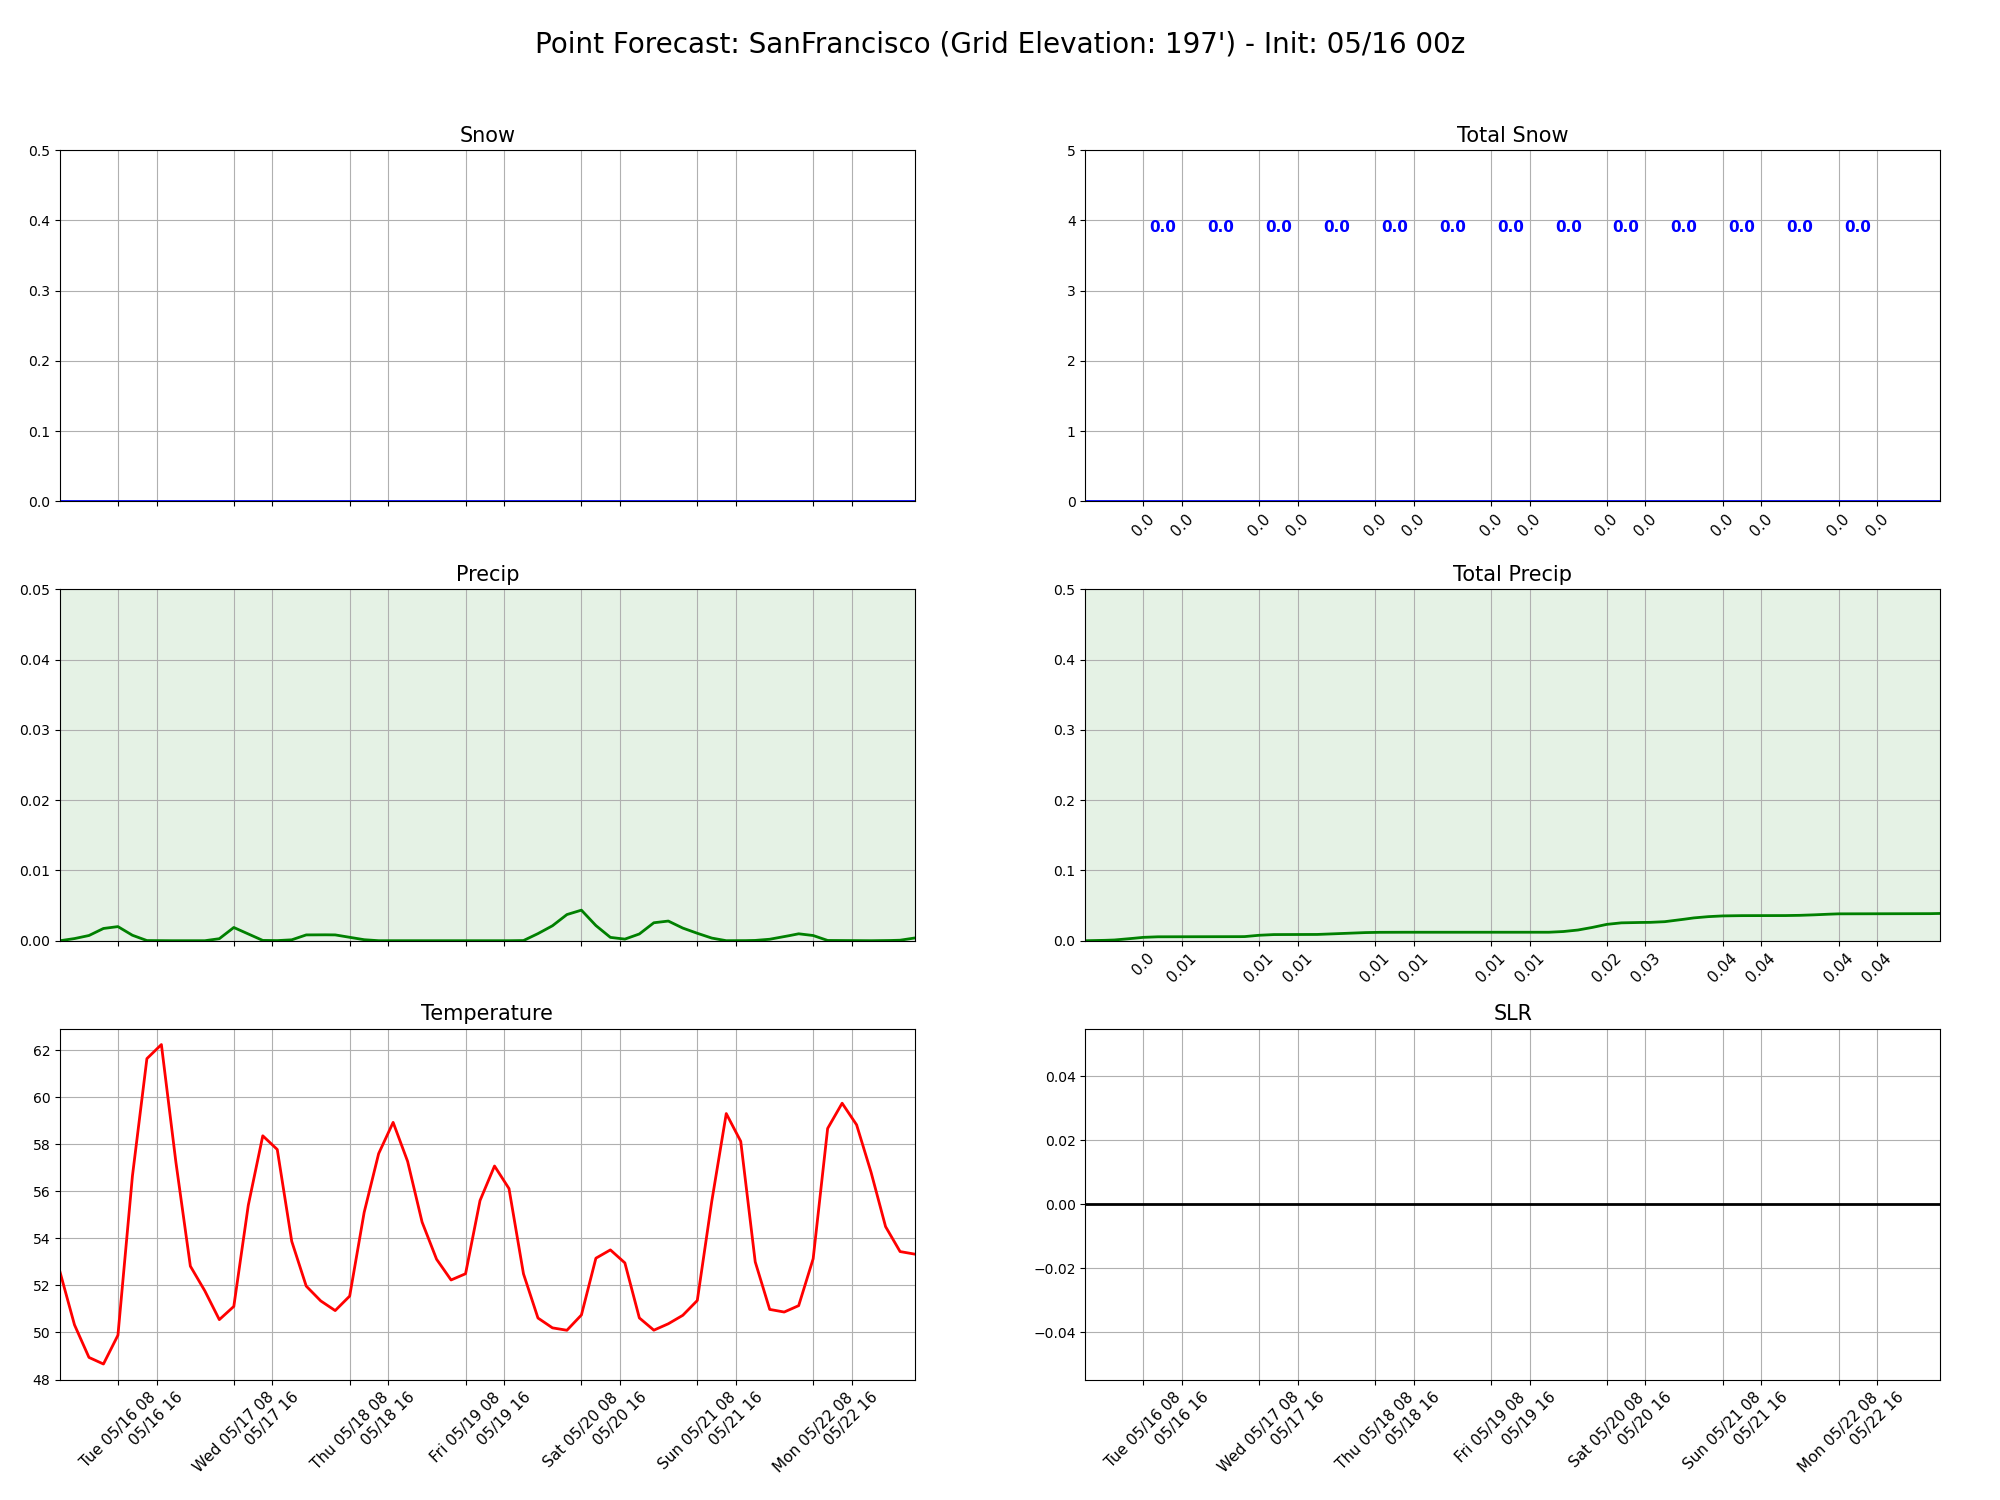 Point Forecast: SanFrancisco (Grid Elevation: 197') - Init: 05/16 00z
Snow
0.5
0.4
0.3
0.2
0.1
0.0
Total Snow
5
4
3
2
1
0
0.0 0.0 0.0 0.0 0.0 0.0 0.0 0.0 0.0 0.0 0.0 0.0 0.0
0.0 0.0 0.0 0.0 0.0 0.0 0.0 0.0 0.0 0.0 0.0 0.0 0.0 0.0
Precip
0.05
0.04
0.03
0.02
0.01
0.00
Total Precip
0.5
0.4
0.3
0.2
0.1
0.0
0.0 0.01 0.01 0.01 0.01 0.01 0.01 0.01 0.02 0.03 0.04 0.04 0.04 0.04
Temperature
62
60
58
56
54
52
50
48
Tue 05/16 08
05/16 16
Wed 05/17 08
05/17 16
Thu 05/18 08
05/18 16
Fri 05/19 08
05/19 16
Sat 05/20 08
05/20 16
Sun 05/21 08
05/21 16
Mon 05/22 08
05/22 16
SLR
0.04
0.02
0.00
−0.02
−0.04
Tue 05/16 08
05/16 16
Wed 05/17 08
05/17 16
Thu 05/18 08
05/18 16
Fri 05/19 08
05/19 16
Sat 05/20 08
05/20 16
Sun 05/21 08
05/21 16
Mon 05/22 08
05/22 16